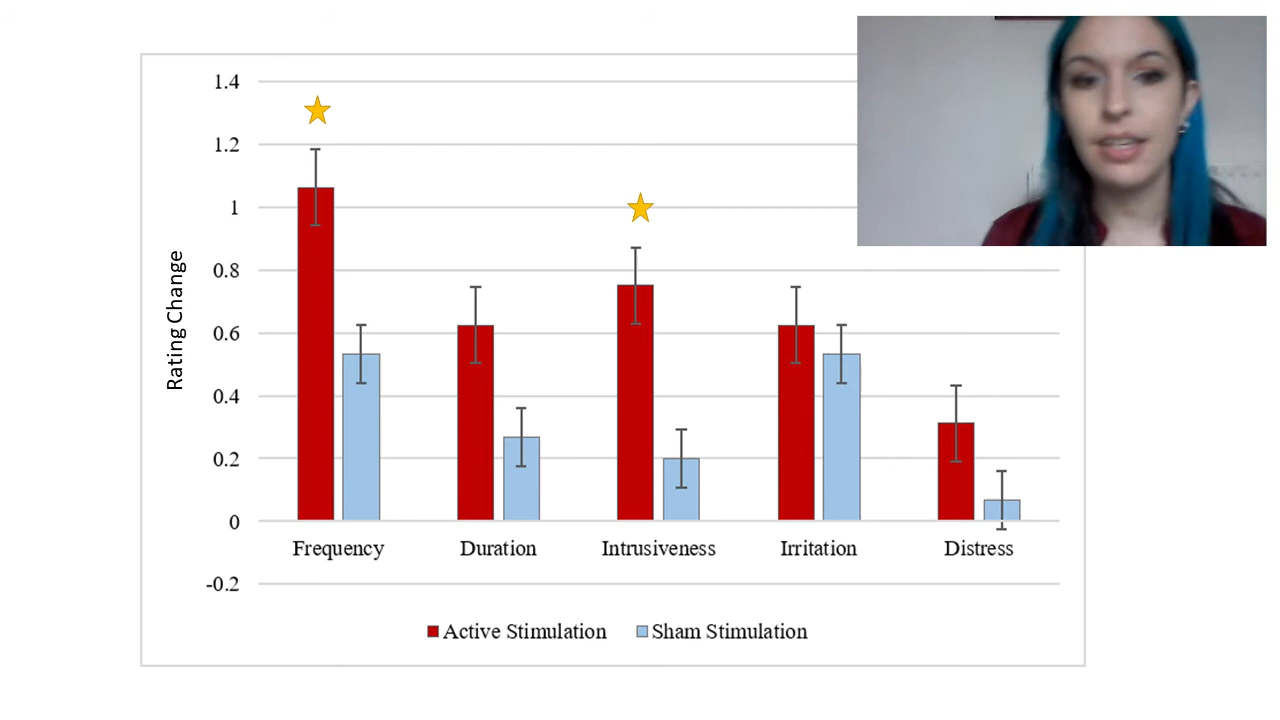 1.4
1.2
1
0.8
0.6
0.4
0.2
0
-0.2
Rating Change
Frequency
Duration
Intrusiveness
Irritation
Distress
Active Stimulation
Sham Stimulation